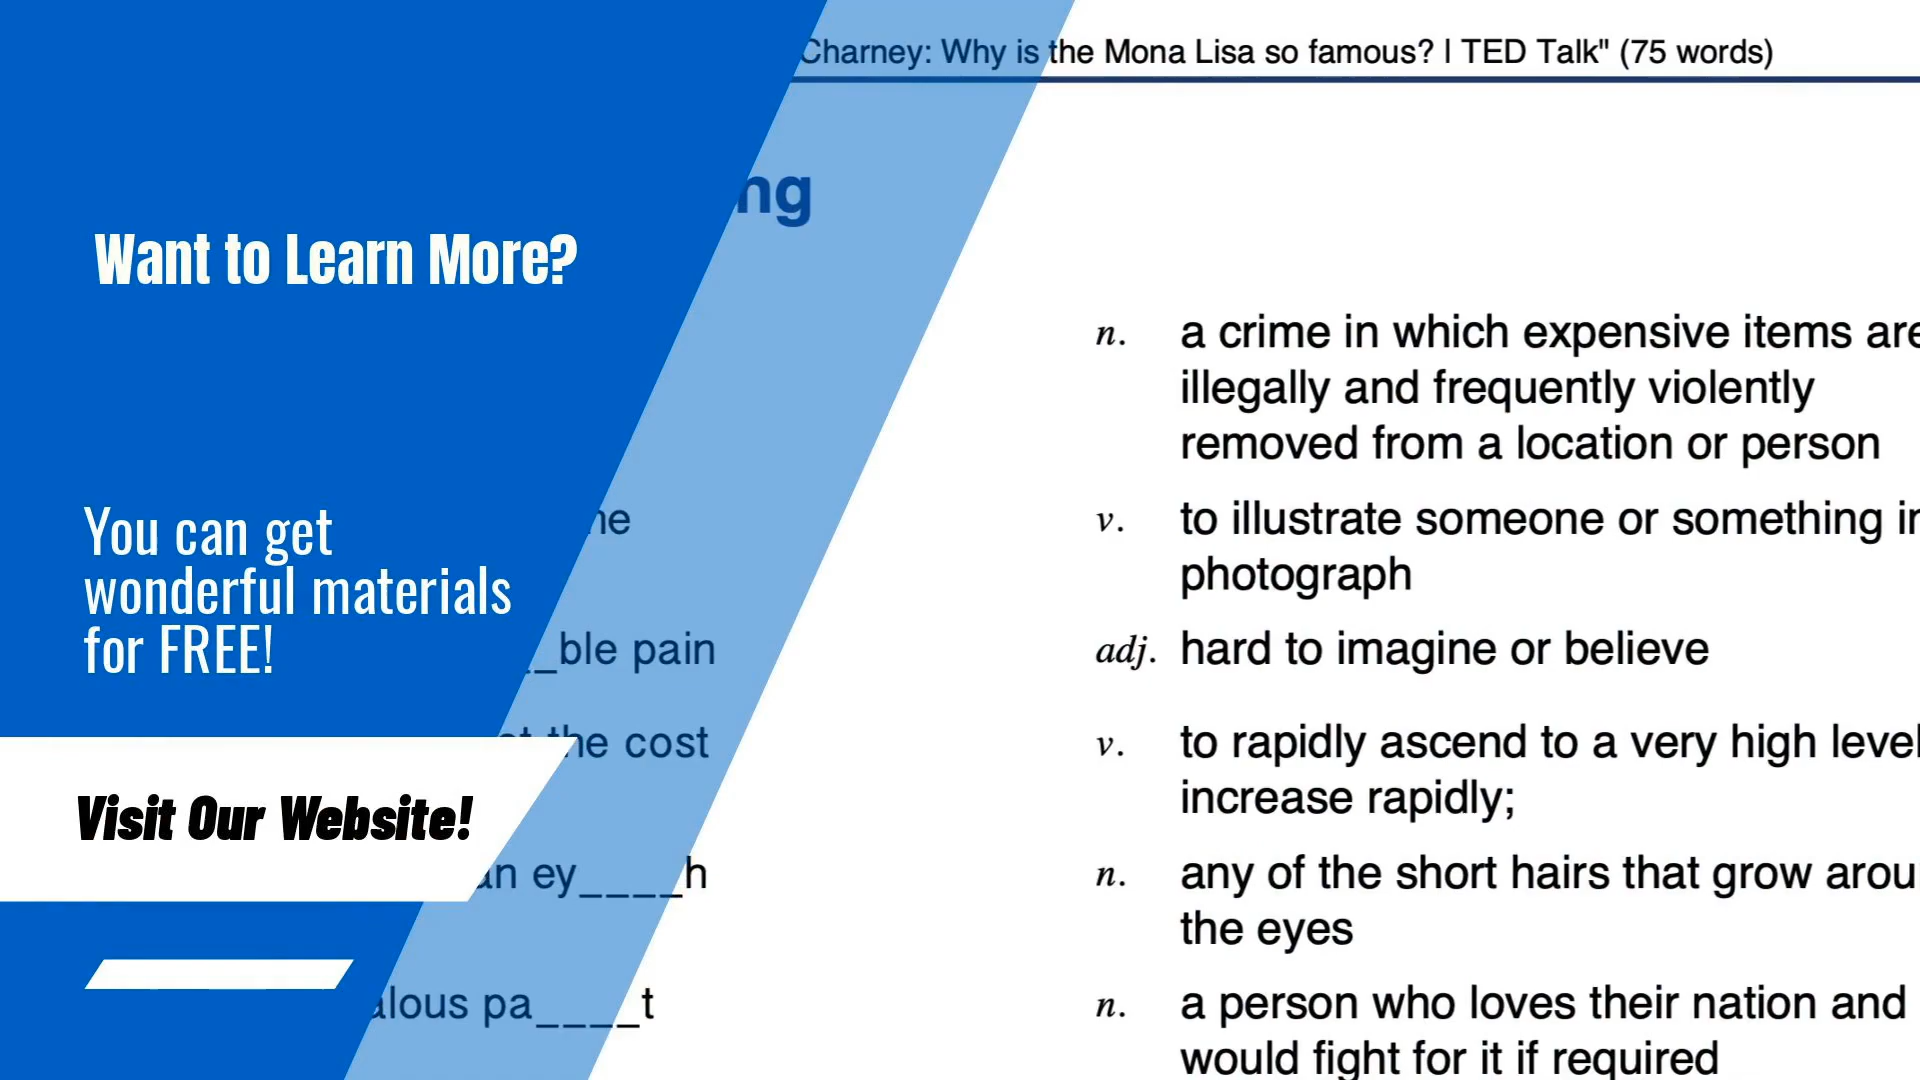 Charney: Why is the Mona Lisa so famous? | TED Talk" (75 words)
ng
Want to Learn More?
You can get
wonderful materials
for FREE!
Visit Our Website!
ne
_ble pain
the cost
an ey____h
alous pa____t
n. a crime in which expensive items are
illegally and frequently violently
removed from a location or person
v. to illustrate someone or something in
photograph
adj. hard to imagine or believe
v. to rapidly ascend to a very high level
increase rapidly;
n. any of the short hairs that grow arou
the eyes
n. a person who loves their nation and
would fight for it if required